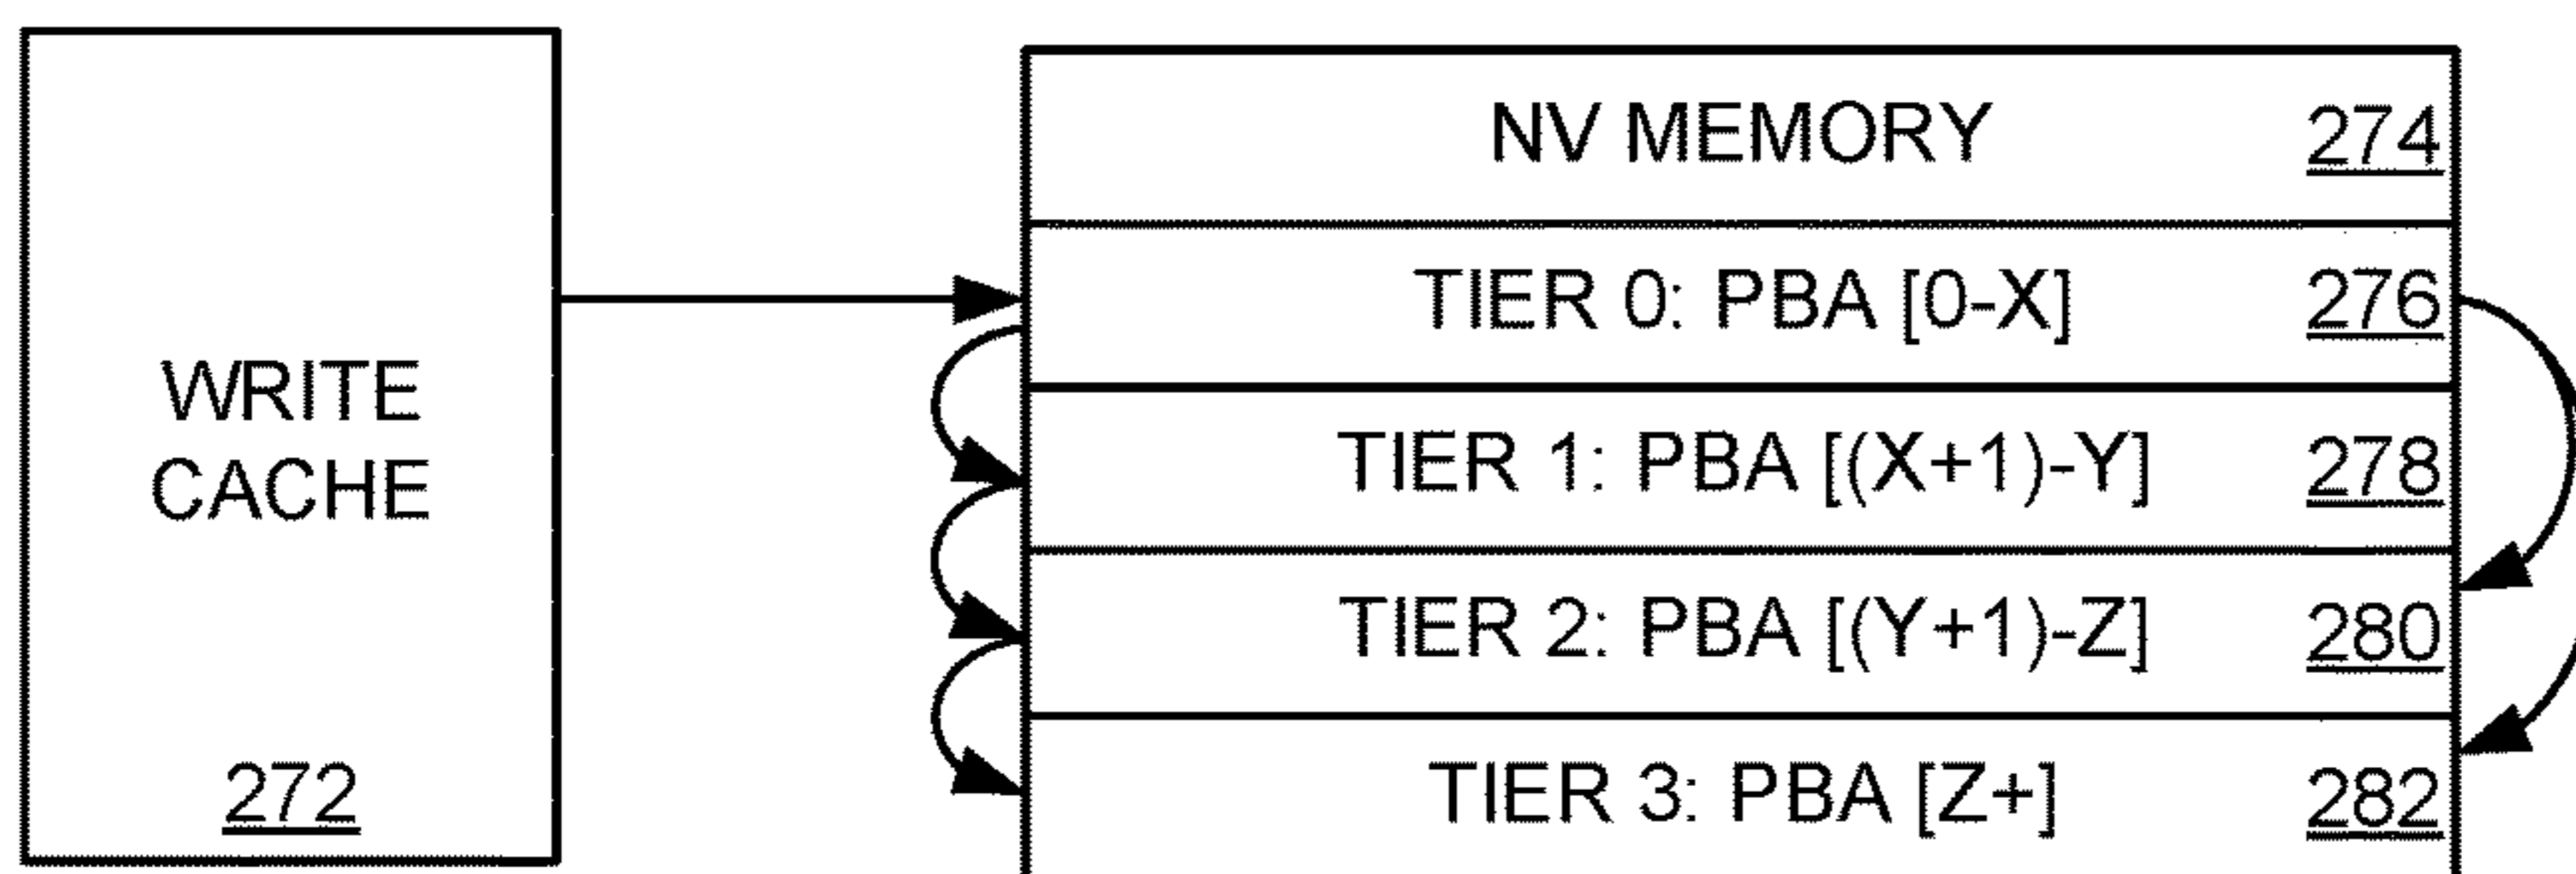 WRITE
CACHE
272
NV MEMORY 274
TIER 0: PBA [0-X] 276
TIER 1: PBA [(X+1)-Y] 278
TIER 2: PBA [(Y+1)-Z] 280
TIER 3: PBA [Z+] 282